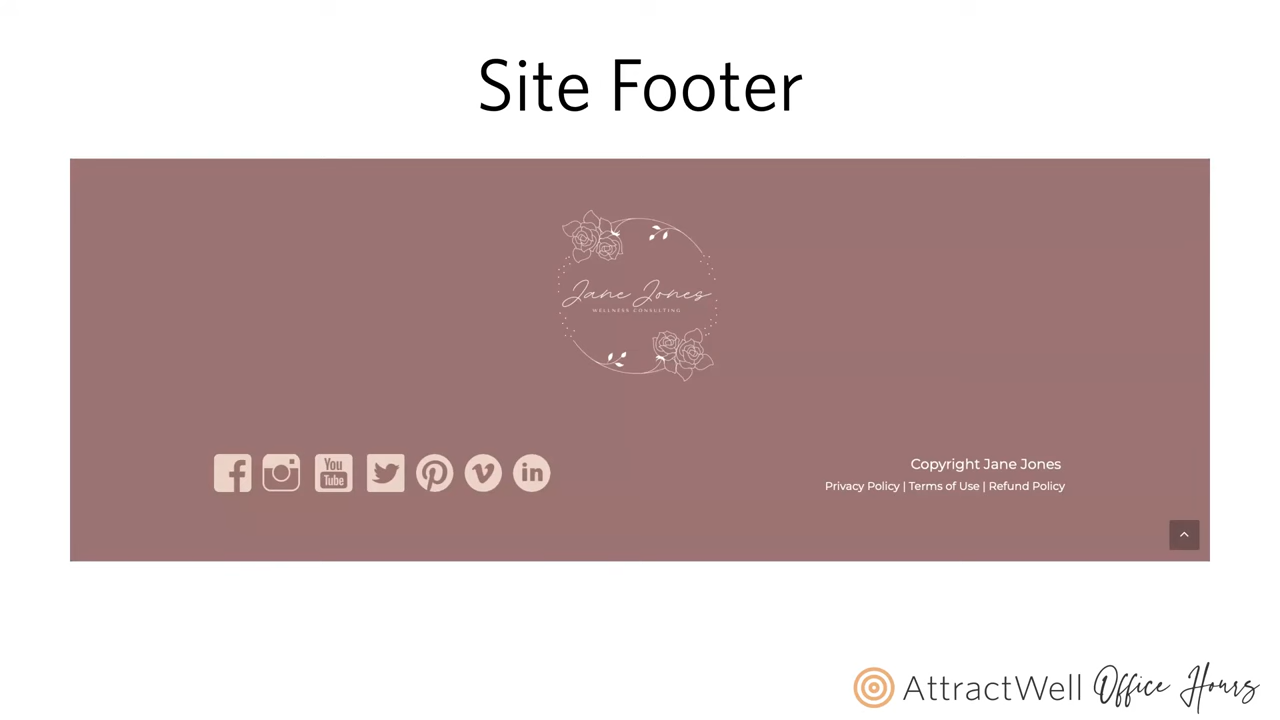 Site Footer
Jane Jones
WELLNESS CONSULTING
You
Tube
in
Copyright Jane Jones
Privacy Policy | Terms of Use | Refund Policy
AttractWell Office Hours